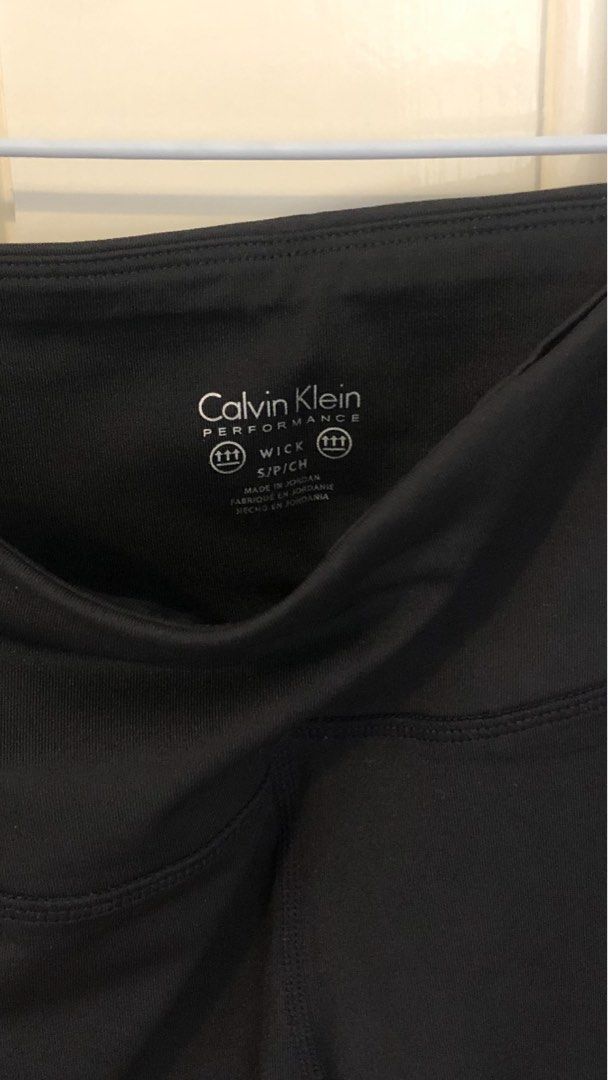 Calvin Klein
PERFORMANCE
WICK
S/P/CH
MADE IN JORDAN
FABRIQUÉ EN JORDANIE
HECHO EN JORDANIA